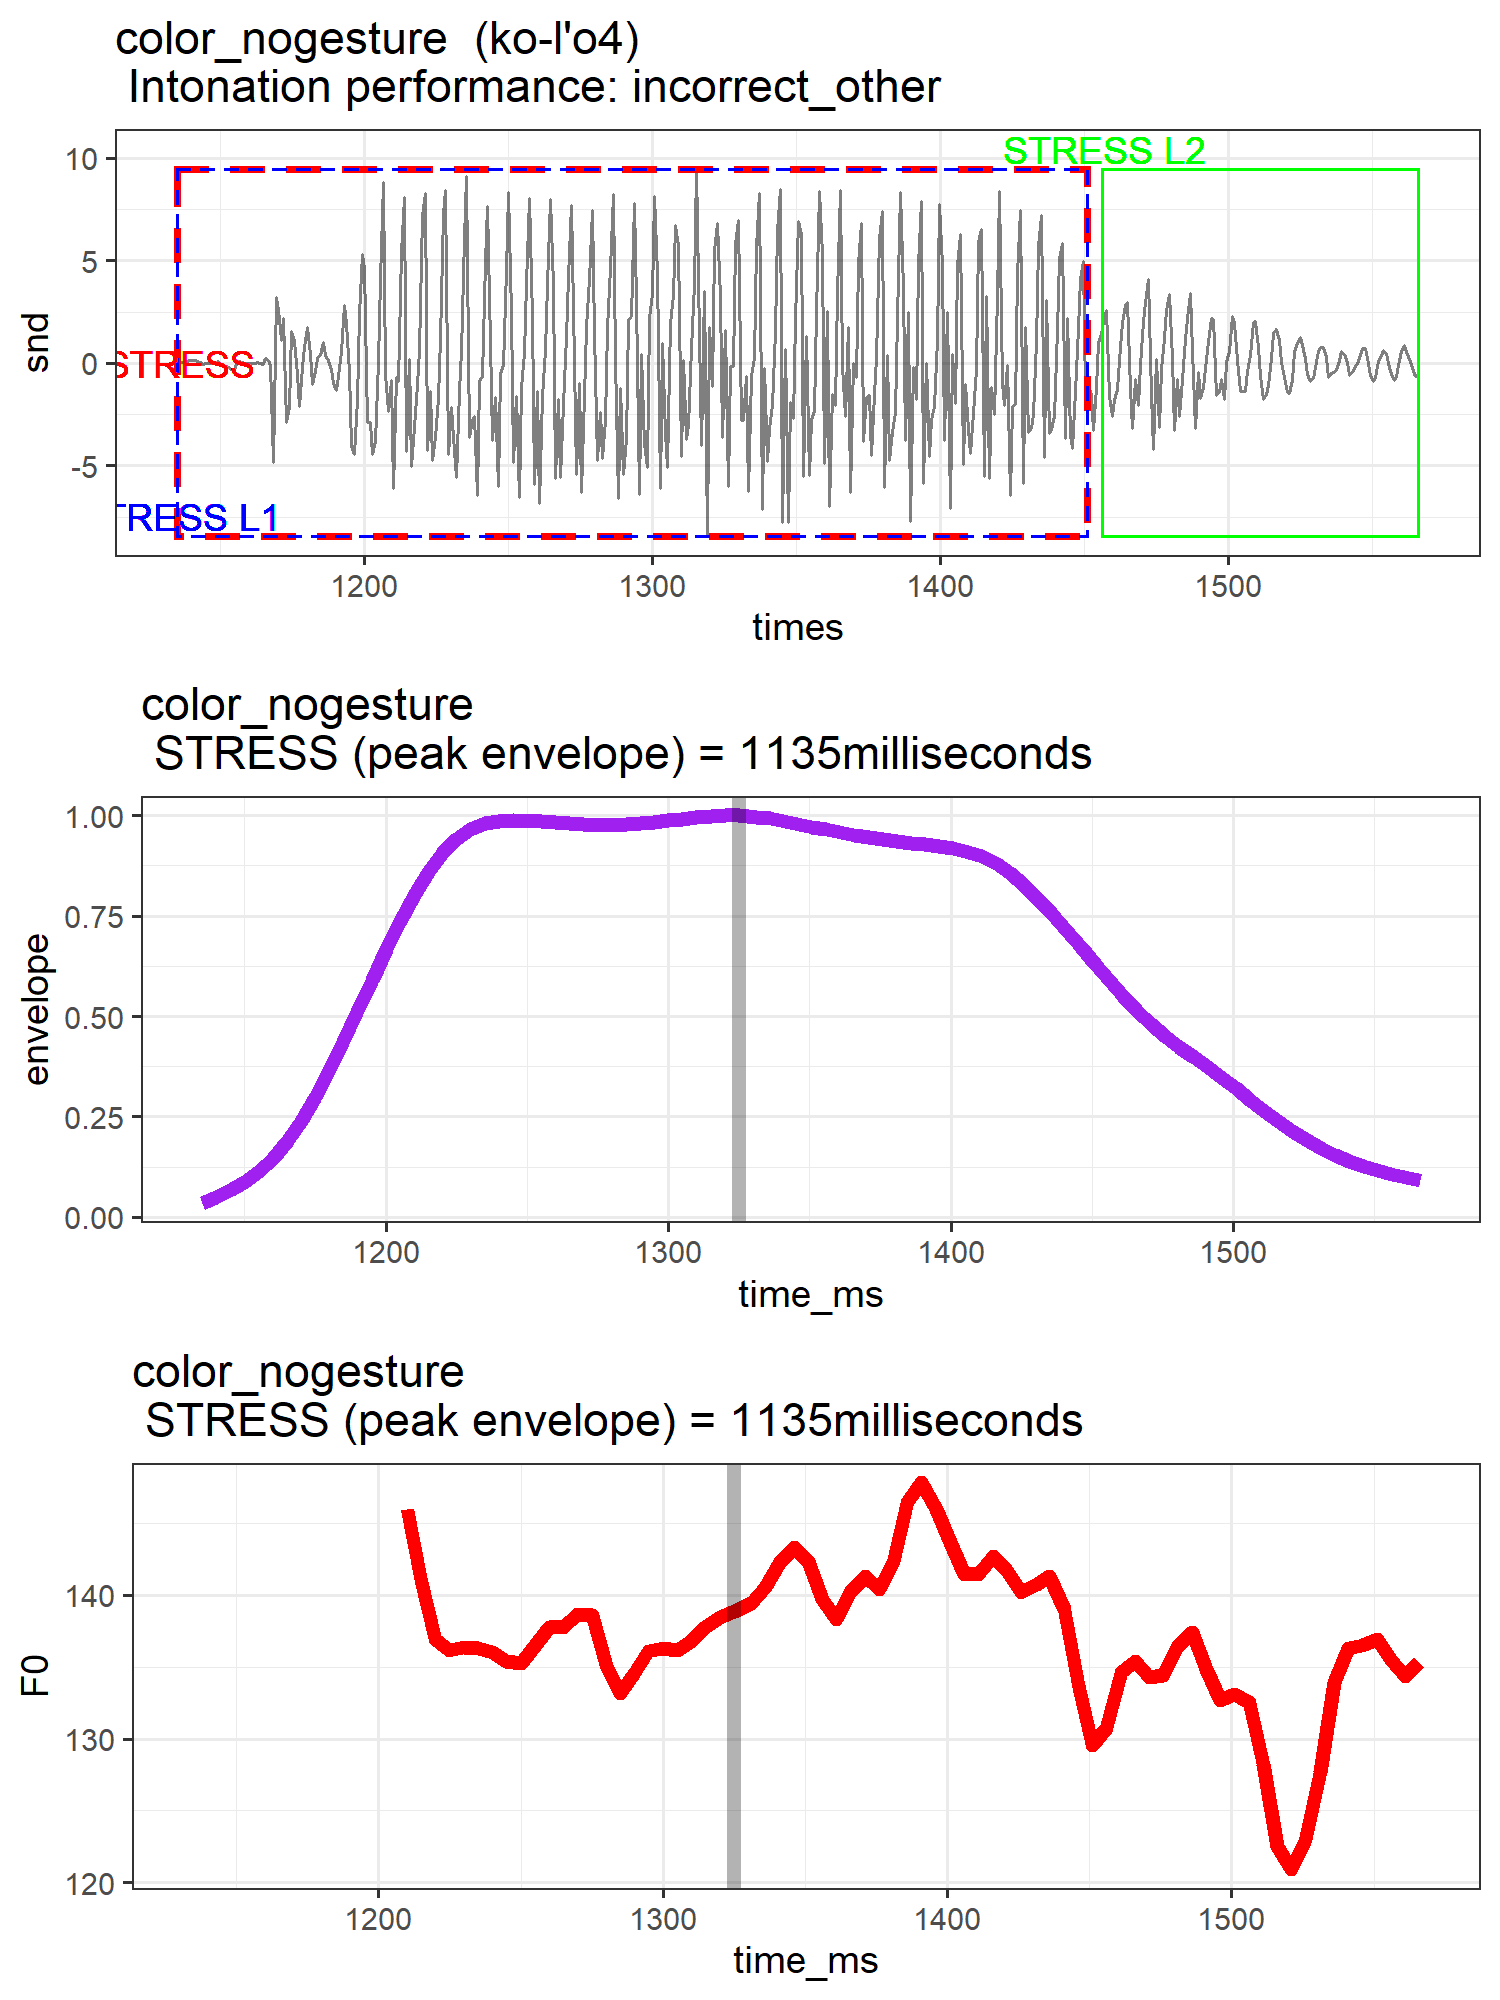 color_nogesture  (ko-l'o4)
Intonation performance: incorrect_other
STRESS L2
10
5
0
-5
snd
STRESS
TRESS L1
1200 1300 1400 1500
times
color_nogesture
STRESS (peak envelope) = 1135milliseconds
1.00
0.75
0.50
0.25
0.00
envelope
1200 1300 1400 1500
time_ms
color_nogesture
STRESS (peak envelope) = 1135milliseconds
140
130
120
F0
1200 1300 1400 1500
time_ms